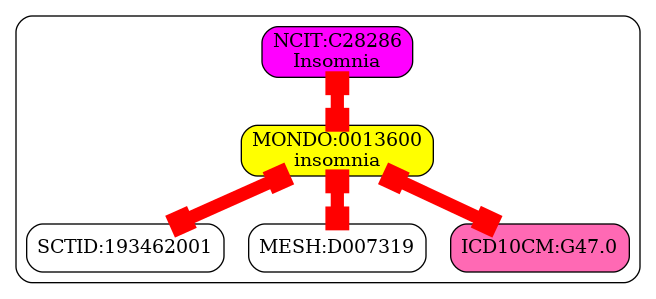 NCIT:C28286
Insomnia
MONDO:0013600
insomnia
SCTID:193462001
MESH:D007319
ICD10CM:G47.0